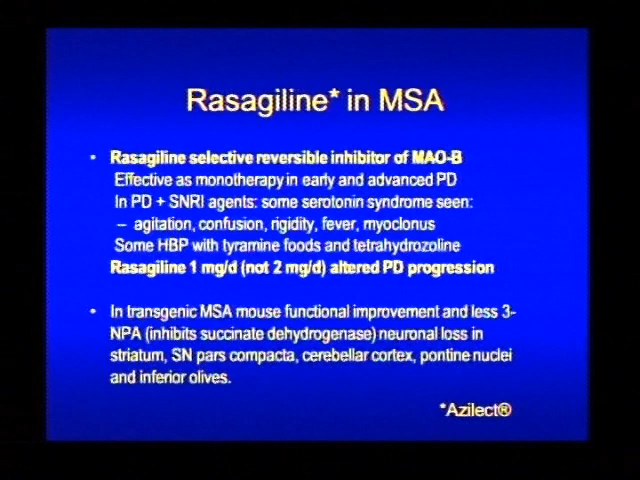 Rasagiline* in MSA
• Rasagiline selective reversible inhibitor of MAO-B
Effective as monotherapy in early and advanced PD
In PD + SNRI agents: some serotonin syndrome seen:
– agitation, confusion, rigidity, fever, myoclonus
Some HBP with tyramine foods and tetrahydrozoline
Rasagiline 1 mg/d (not 2 mg/d) altered PD progression
• In transgenic MSA mouse functional improvement and less 3-
NPA (inhibits succinate dehydrogenase) neuronal loss in
striatum, SN pars compacta, cerebellar cortex, pontine nuclei
and inferior olives.
*Azilect®